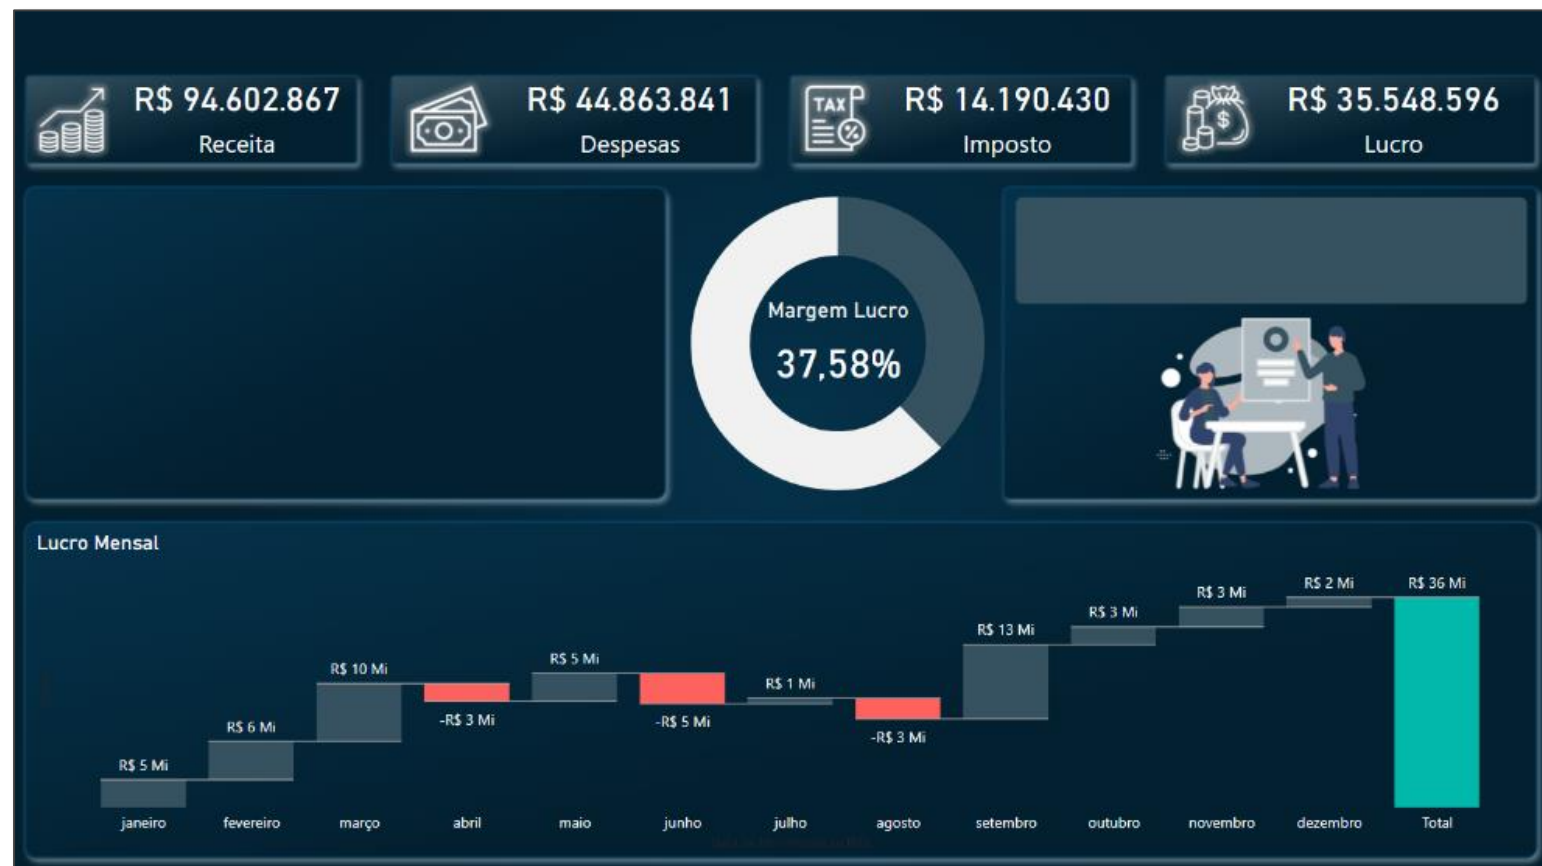 R$ 94.602.867
Receita
R$ 44.863.841
Despesas
TAX
R$ 14.190.430
Imposto
R$ 35.548.596
Lucro
Margem Lucro
37,58%
Lucro Mensal
R$ 5 Mi
R$ 6 Mi
R$ 10 Mi
-R$ 3 Mi
R$ 5 Mi
-R$ 5 Mi
R$ 1 Mi
-R$ 3 Mi
R$ 13 Mi
R$ 3 Mi
R$ 3 Mi
R$ 2 Mi
R$ 36 Mi
janeiro fevereiro março abril maio junho julho agosto setembro outubro novembro dezembro Total